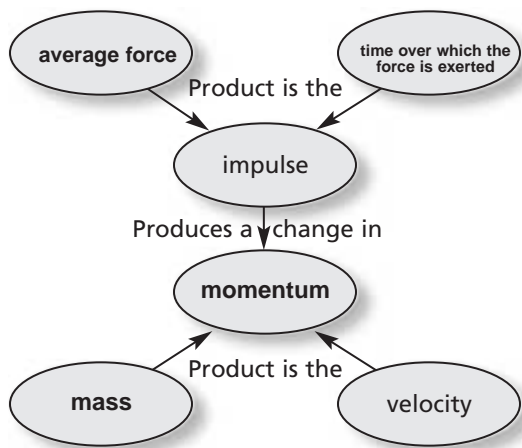 average force
time over which the
force is exerted
Product is the
impulse
Produces a change in
momentum
Product is the
mass
velocity